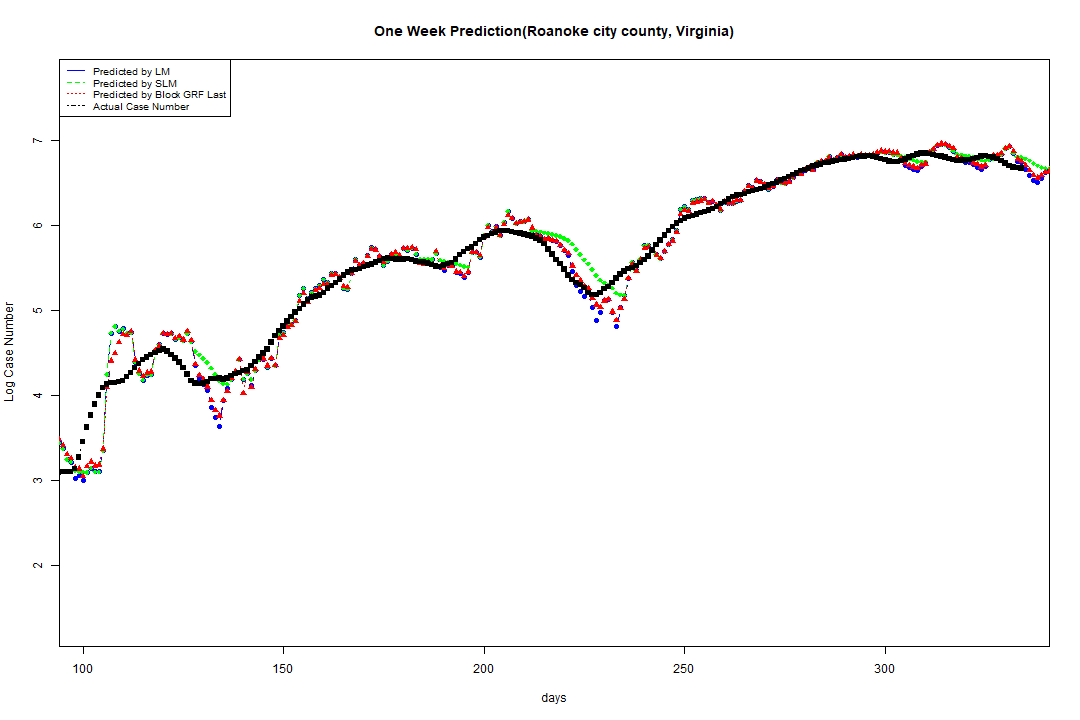 One Week Prediction(Roanoke city county, Virginia)
Predicted by LM
Predicted by SLM
Predicted by Block GRF Last
Actual Case Number
7
6
5
4
3
2
Log Case Number
100 150 200 250 300
days